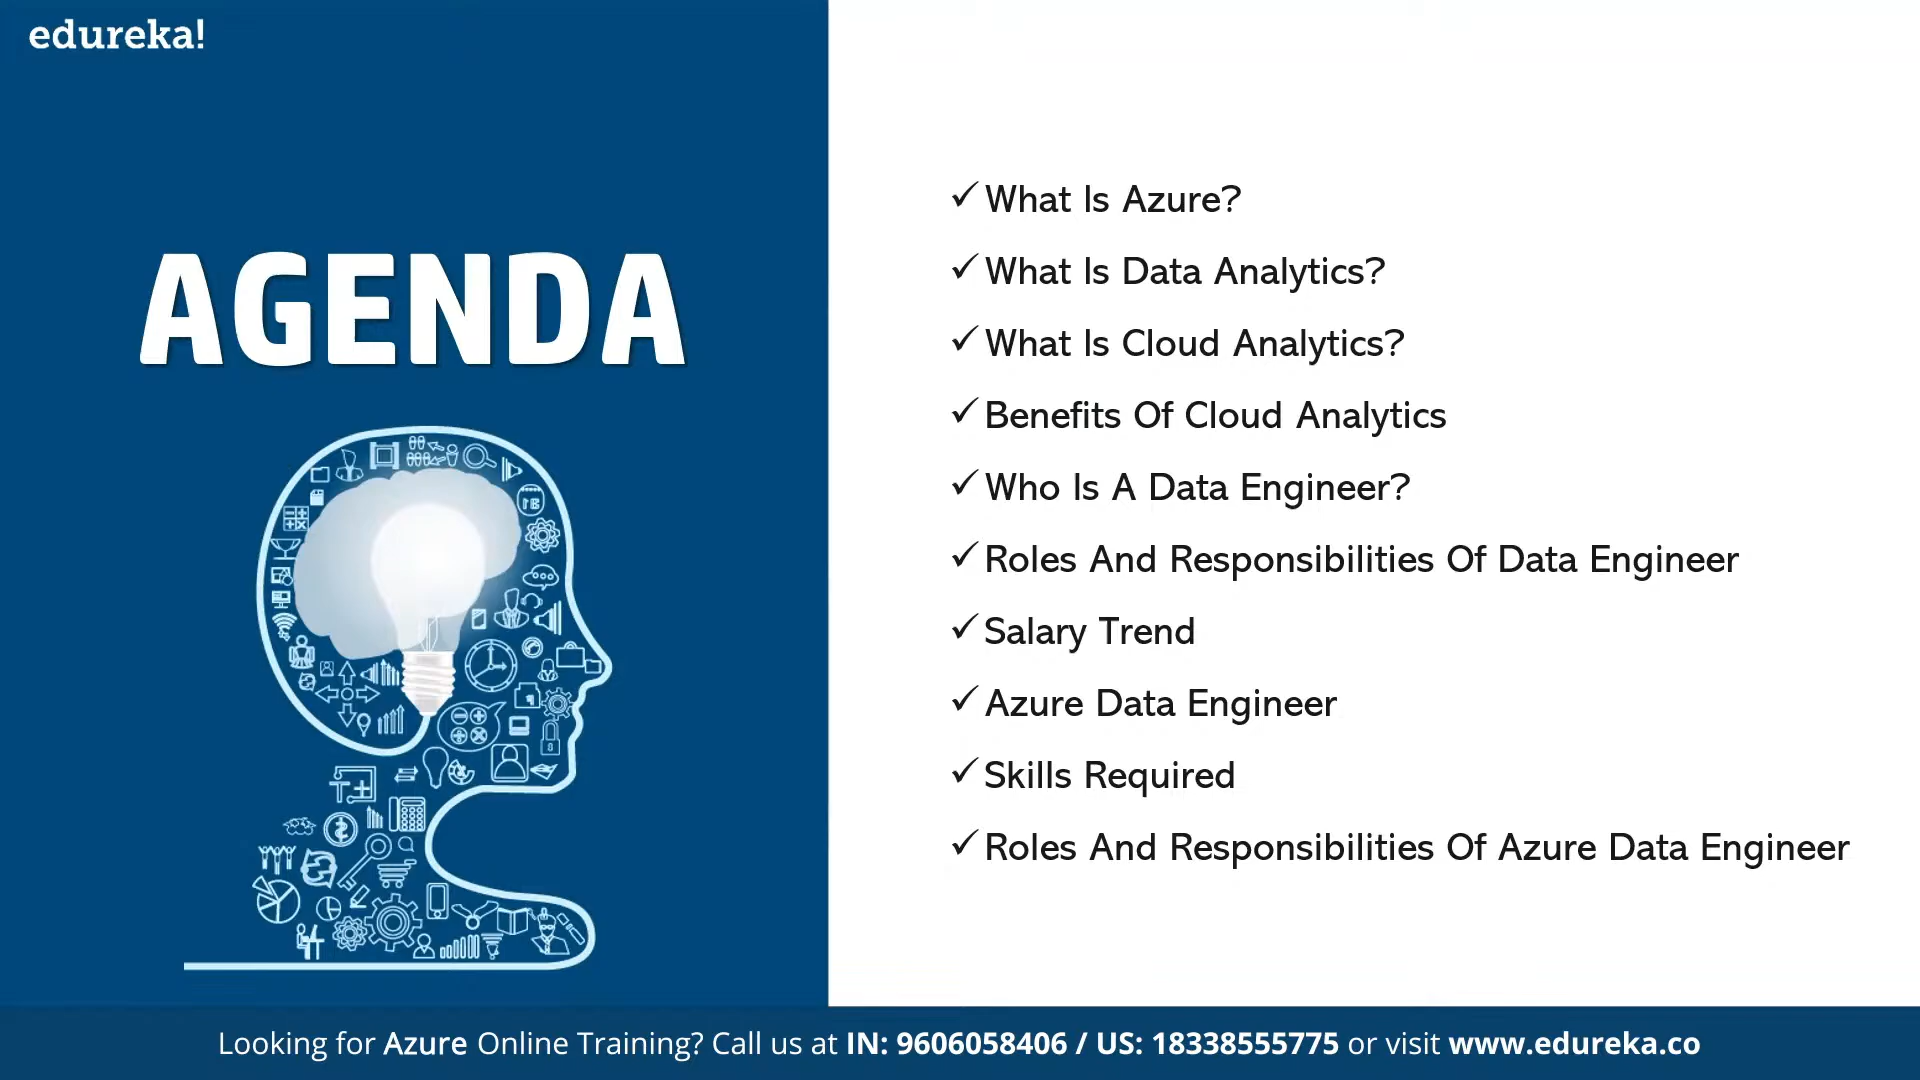 edureka!
AGENDA
✓ What Is Azure?
✓ What Is Data Analytics?
✓ What Is Cloud Analytics?
✓ Benefits Of Cloud Analytics
✓ Who Is A Data Engineer?
✓ Roles And Responsibilities Of Data Engineer
✓ Salary Trend
✓ Azure Data Engineer
✓ Skills Required
✓ Roles And Responsibilities Of Azure Data Engineer
Looking for Azure Online Training? Call us at IN: 9606058406 / US: 18338555775 or visit www.edureka.co